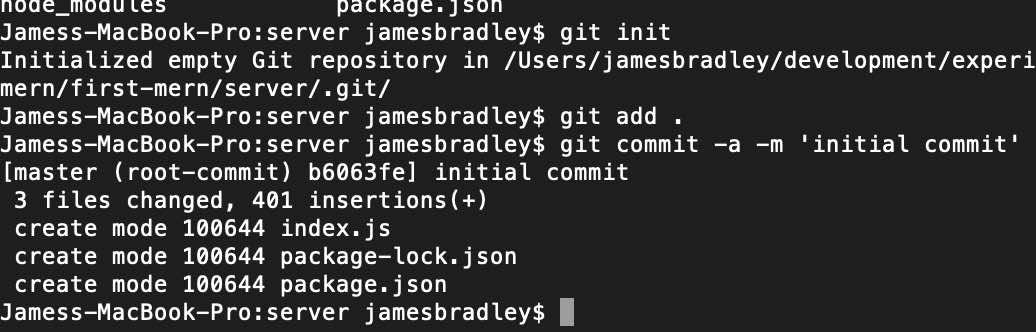 node_modules package.json
Jamess-MacBook-Pro:server jamesbradley$ git init
Initialized empty Git repository in /Users/jamesbradley/development/experi
mern/first-mern/server/.git/
Jamess-MacBook-Pro:server jamesbradley$ git add .
Jamess-MacBook-Pro:server jamesbradley$ git commit -a -m 'initial commit'
[master (root-commit) b6063fe] initial commit
 3 files changed, 401 insertions(+)
 create mode 100644 index.js
 create mode 100644 package-lock.json
 create mode 100644 package.json
Jamess-MacBook-Pro:server jamesbradley$